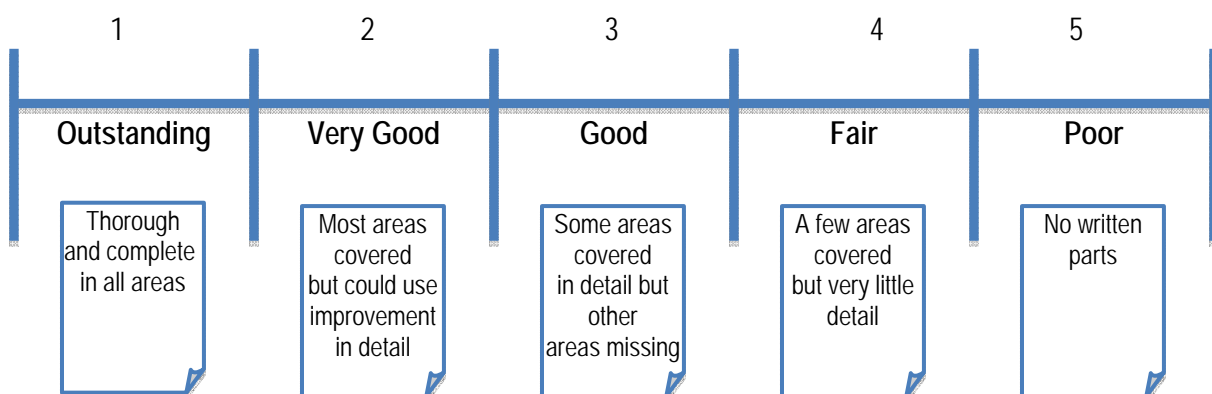 1 2 3 4 5
Outstanding Very Good Good Fair Poor
Thorough
and complete
in all areas
Most areas
covered
but could use
improvement
in detail
Some areas
covered
in detail but
other
areas missing
A few areas
covered
but very little
detail
No written
parts